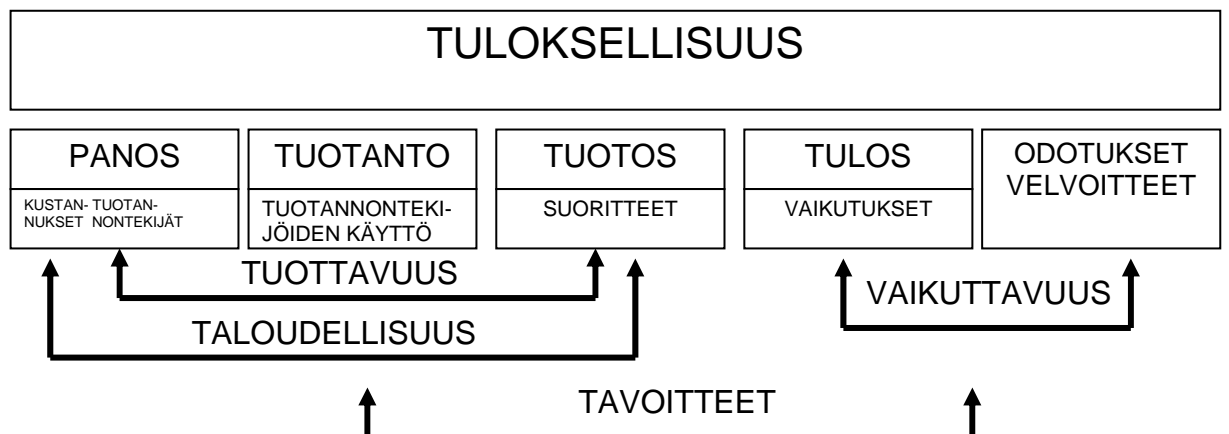 TULOKSELLISUUS
PANOS
KUSTAN- TUOTAN-
NUKSET NONTEKIJÄT
TUOTANTO
TUOTANNONTEKI-
JÖIDEN KÄYTTÖ
TUOTOS
SUORITTEET
TULOS
VAIKUTUKSET
ODOTUKSET
VELVOITTEET
TUOTTAVUUS
VAIKUTTAVUUS
TALOUDELLISUUS
TAVOITTEET